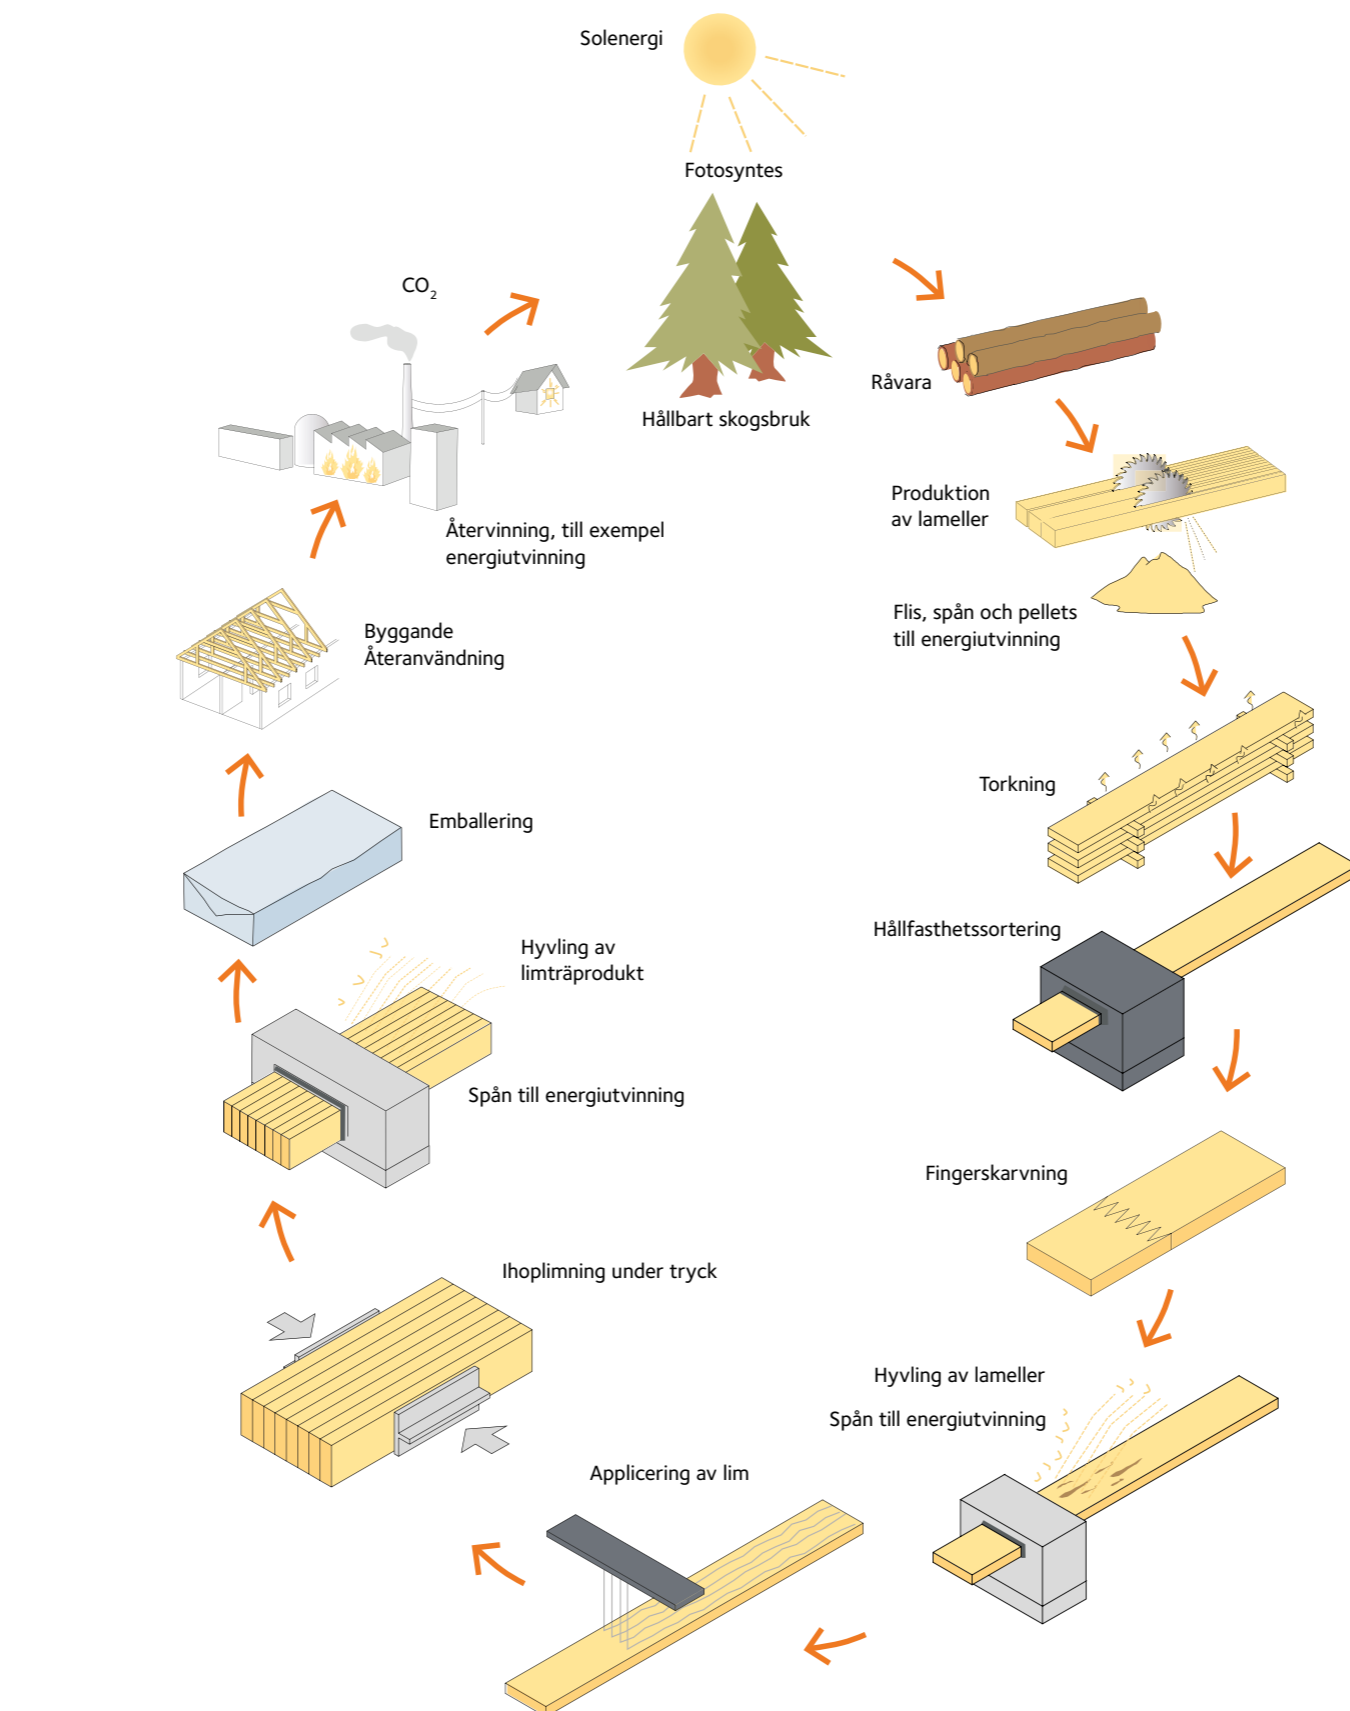 Solenergi
Fotosyntes
Hållbart skogsbruk
Råvara
Produktion
av lameller
Flis, spån och pellets
till energiutvinning
Torkning
Hållfasthetssortering
Fingerskarvning
Hyvling av lameller
Spån till energiutvinning
Applicering av lim
Ihoplimning under tryck
Hyvling av
limträprodukt
Spån till energiutvinning
Emballering
Byggande
Återanvändning
Återvinning, till exempel
energiutvinning
CO₂